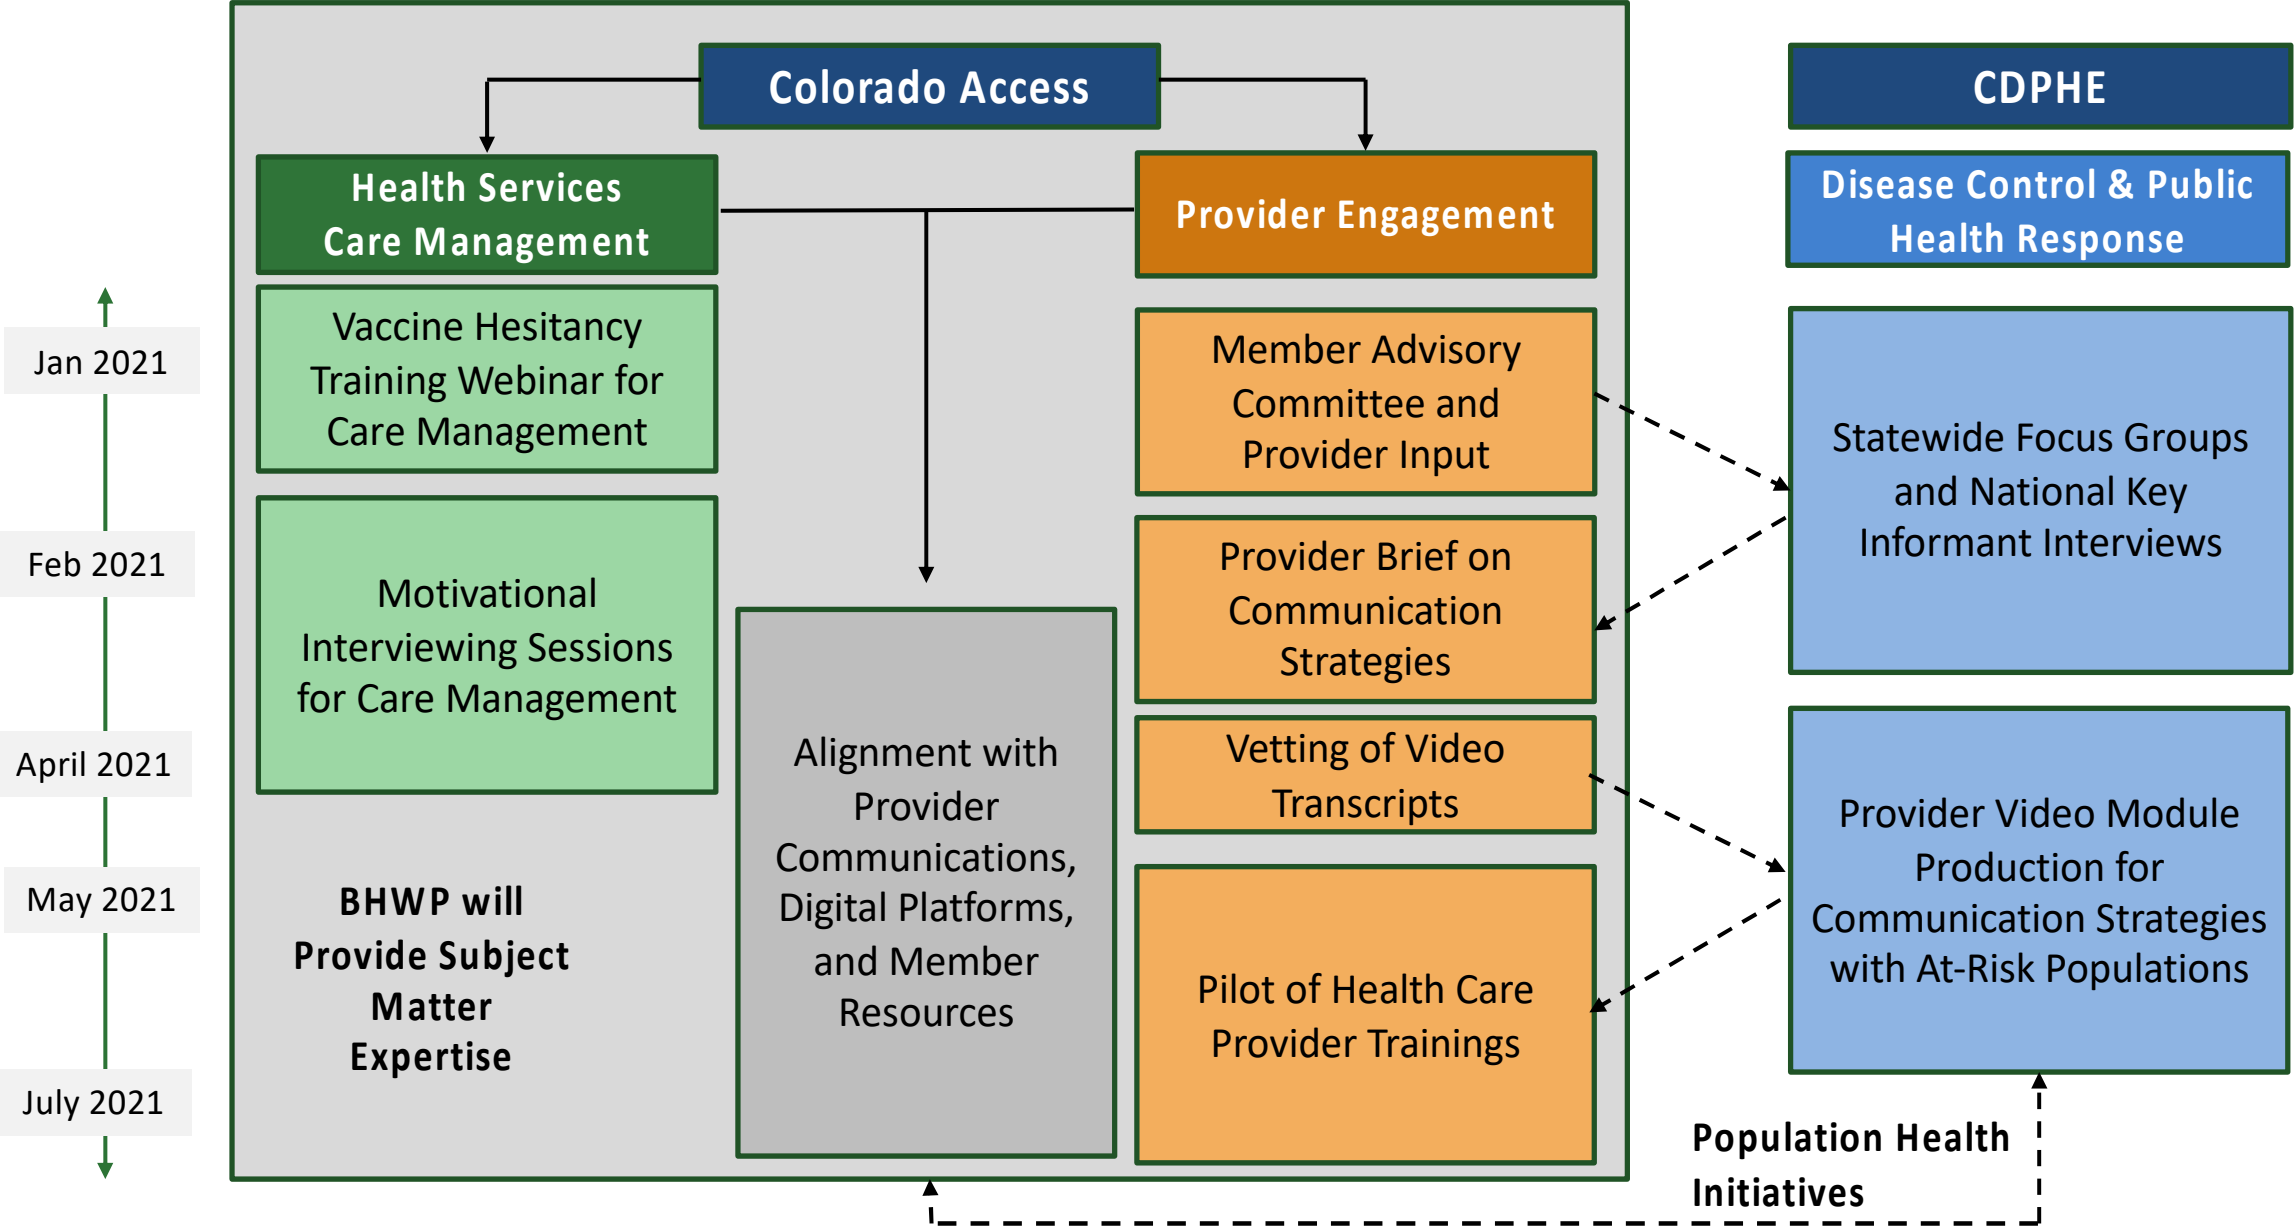 Colorado Access
CDPHE
Health Services
Care Management
Provider Engagement
Disease Control & Public
Health Response
Jan 2021
Feb 2021
April 2021
May 2021
July 2021
Vaccine Hesitancy
Training Webinar for
Care Management
Motivational
Interviewing Sessions
for Care Management
BHWP will
Provide Subject
Matter
Expertise
Alignment with
Provider
Communications,
Digital Platforms,
and Member
Resources
Member Advisory
Committee and
Provider Input
Provider Brief on
Communication
Strategies
Vetting of Video
Transcripts
Pilot of Health Care
Provider Trainings
Statewide Focus Groups
and National Key
Informant Interviews
Provider Video Module
Production for
Communication Strategies
with At-Risk Populations
Population Health
Initiatives